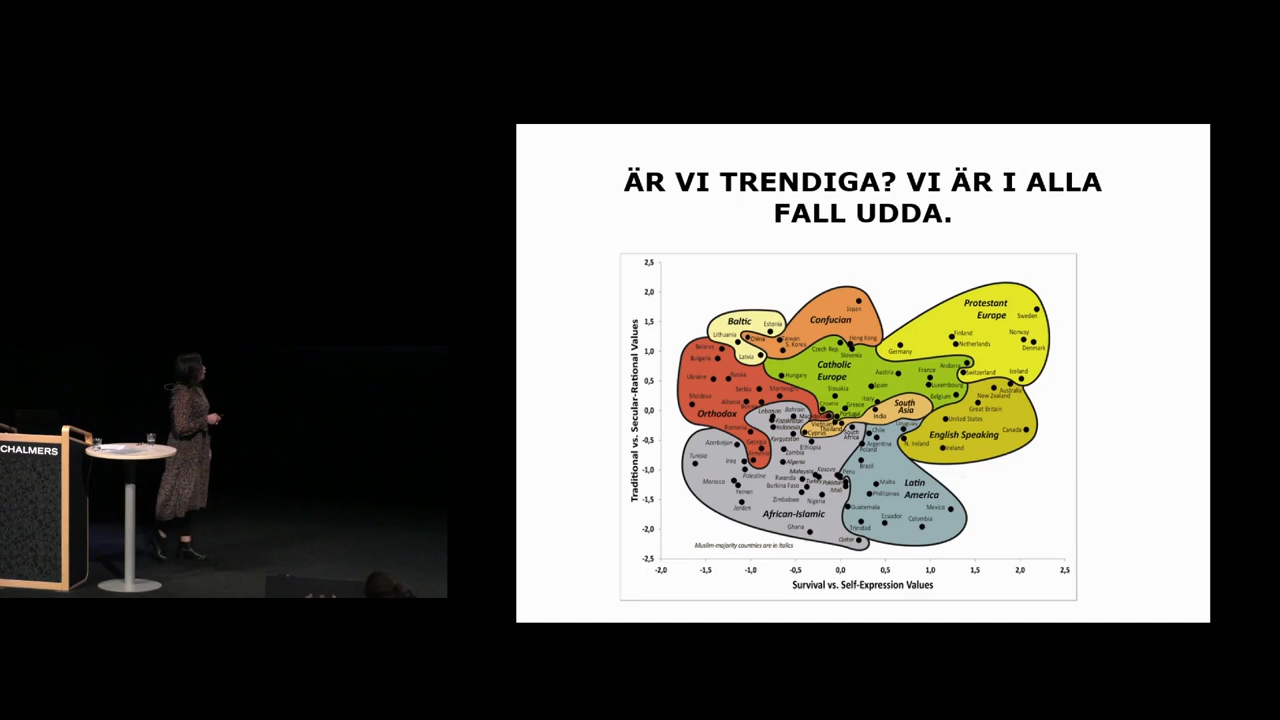 CHALMERS
ÄR VI TRENDIGA? VI ÄR I ALLA
FALL UDDA.
Traditional vs. Secular-Rational Values
2,5
2,0
1,5
1,0
0,5
0,0
-0,5
-1,0
-1,5
-2,0
-2,5
Japan
Confucian
Protestant
Europe
Sweden
Baltic
Estonia
Lithuania
China
Taiwan
S. Korea
Hong Kong
Czech Rep.
Slovenia
Finland
Netherlands
Norway
Denmark
Germany
Belarus
Bulgaria
Latvia
Catholic
Europe
Andorra
Switzerland
Iceland
Ukraine
Russia
Hungary
Austria
France
Luxembourg
Belgium
Spain
Australia
New Zealand
Great Britain
Serbia
Montenegro
Estonia
Moldova
Albania
Croatia
Greece
Italy
South
Asia
India
Orthodox
Lebanon
Bahrain
Portugal
Vietnam
Thailand
United States
Uruguay
Canada
English Speaking
N. Ireland
Ireland
Romania
Kazakhstan
Indonesia
Kyrgyzstan
Cyprus
South
Africa
Chile
Argentina
Poland
Azerbaijan
Georgia
Armenia
Ethiopia
Zambia
Tunisia
Iraq
Algeria
Brazil
Palestine
Malaysia
Kosovo
Peru
Morocco
Yemen
Jordan
Rwanda
Turkey
Pakistan
Burkina Faso
Mali
Zimbabwe
Nigeria
Malta
Philippines
Latin
America
Guatemala
Mexico
African-Islamic
Ghana
Trinidad
Ecuador
Colombia
Qatar
Muslim-majority countries are in italics
-2,0 -1,5 -1,0 -0,5 0,0 0,5 1,0 1,5 2,0 2,5
Survival vs. Self-Expression Values